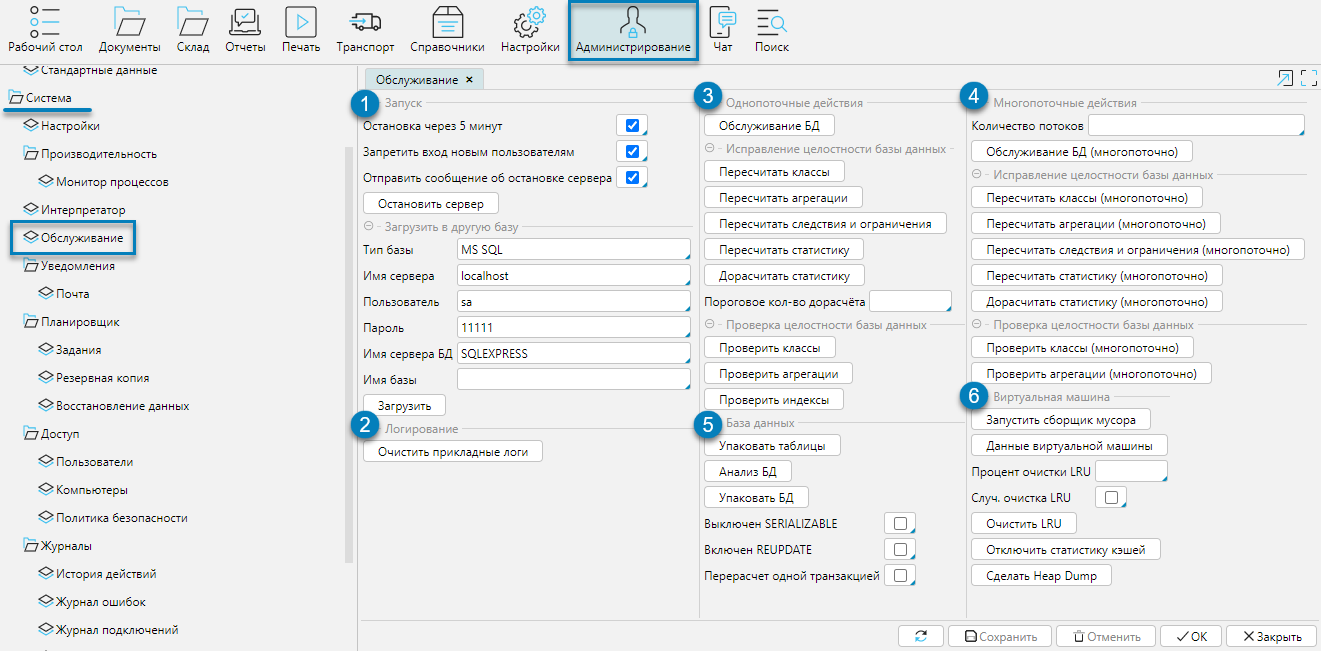 Рабочий стол
Документы
Склад
Отчеты
Печать
Транспорт
Справочники
Настройки
Администрирование
Чат
Поиск
Стандартные данные
Система
Настройки
Производительность
Монитор процессов
Интерпретатор
Обслуживание
Уведомления
Почта
Планировщик
Задания
Резервная копия
Восстановление данных
Доступ
Пользователи
Компьютеры
Политика безопасности
Журналы
История действий
Журнал ошибок
Журнал подключений
Обслуживание ×
1 Запуск
Остановка через 5 минут
Запретить вход новым пользователям
Отправить сообщение об остановке сервера
Остановить сервер
Загрузить в другую базу
Тип базы MS SQL
Имя сервера localhost
Пользователь sa
Пароль 11111
Имя сервера БД SQLEXPRESS
Имя базы
Загрузить
2 Логирование
Очистить прикладные логи
3 Однопоточные действия
Обслуживание БД
Исправление целостности базы данных
Пересчитать классы
Пересчитать агрегации
Пересчитать следствия и ограничения
Пересчитать статистику
Дорасчитать статистику
Пороговое кол-во дорасчёта
Проверка целостности базы данных
Проверить классы
Проверить агрегации
Проверить индексы
5 База данных
Упаковать таблицы
Анализ БД
Упаковать БД
Выключен SERIALIZABLE
Включен REUPDATE
Перерасчет одной транзакцией
4 Многопоточные действия
Количество потоков
Обслуживание БД (многопоточно)
Исправление целостности базы данных
Пересчитать классы (многопоточно)
Пересчитать агрегации (многопоточно)
Пересчитать следствия и ограничения (многопоточно)
Пересчитать статистику (многопоточно)
Дорасчитать статистику (многопоточно)
Проверка целостности базы данных
Проверить классы (многопоточно)
Проверить агрегации (многопоточно)
6 Виртуальная машина
Запустить сборщик мусора
Данные виртуальной машины
Процент очистки LRU
Случ. очистка LRU
Очистить LRU
Отключить статистику кэшей
Сделать Heap Dump
Сохранить
Отменить
OK
Закрыть